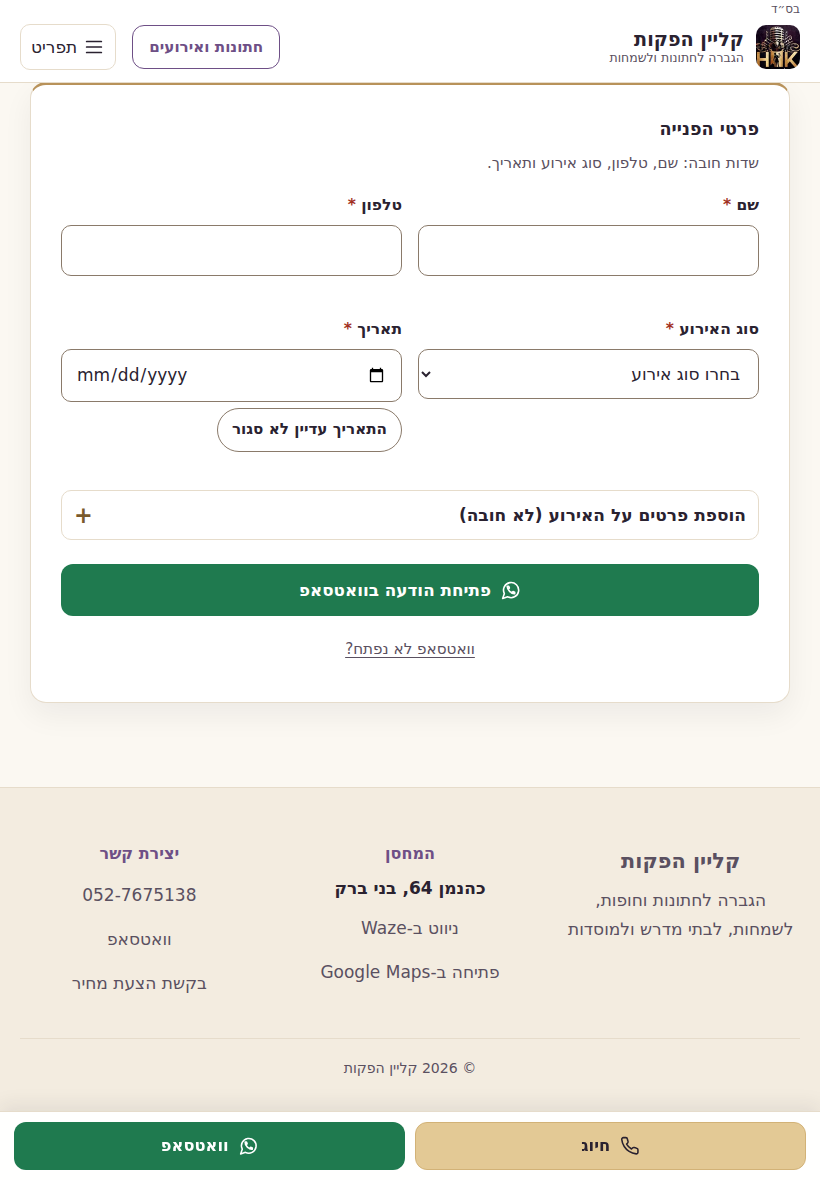 בס״ד
קליין הפקות
הגברה לחתונות ולשמחות
חתונות ואירועים
תפריט
פרטי הפנייה
שדות חובה: שם, טלפון, סוג אירוע ותאריך.
שם *
טלפון *
סוג האירוע *
תאריך *
בחרו סוג אירוע
mm/dd/yyyy
התאריך עדיין לא סגור
הוספת פרטים על האירוע (לא חובה)
+
פתיחת הודעה בוואטסאפ
וואטסאפ לא נפתח?
קליין הפקות
הגברה לחתונות וחופות,
לשמחות, לבתי מדרש ולמוסדות
המחסן
כהנמן 64, בני ברק
ניווט ב-Waze
פתיחה ב-Google Maps
יצירת קשר
052-7675138
וואטסאפ
בקשת הצעת מחיר
© 2026 קליין הפקות
חיוג
וואטסאפ